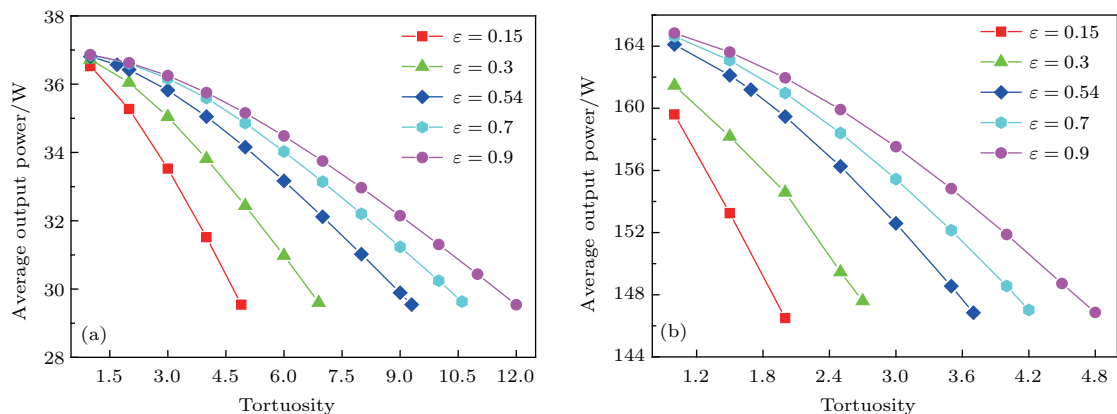 38
36
34
32
30
28
Average output power/W
ε = 0.15
ε = 0.3
ε = 0.54
ε = 0.7
ε = 0.9
(a)
1.5 3.0 4.5 6.0 7.5 9.0 10.5 12.0
Tortuosity
164
160
156
152
148
144
Average output power/W
ε = 0.15
ε = 0.3
ε = 0.54
ε = 0.7
ε = 0.9
(b)
1.2 1.8 2.4 3.0 3.6 4.2 4.8
Tortuosity